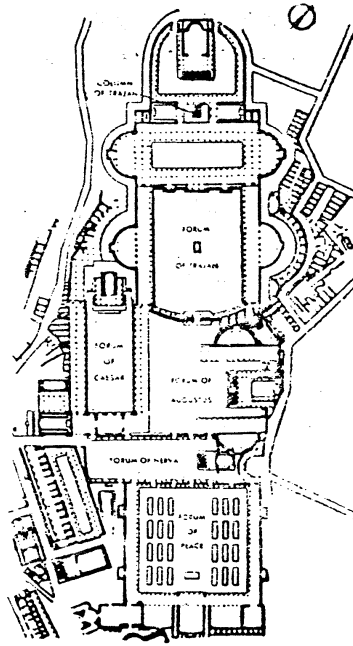 COLUMN
OF TRAJAN
FORUM
OF TRAJAN
FORUM
OF
CAESAR
FORUM OF
AUGUSTUS
FORUM OF NERVA
FORUM
OF
PEACE